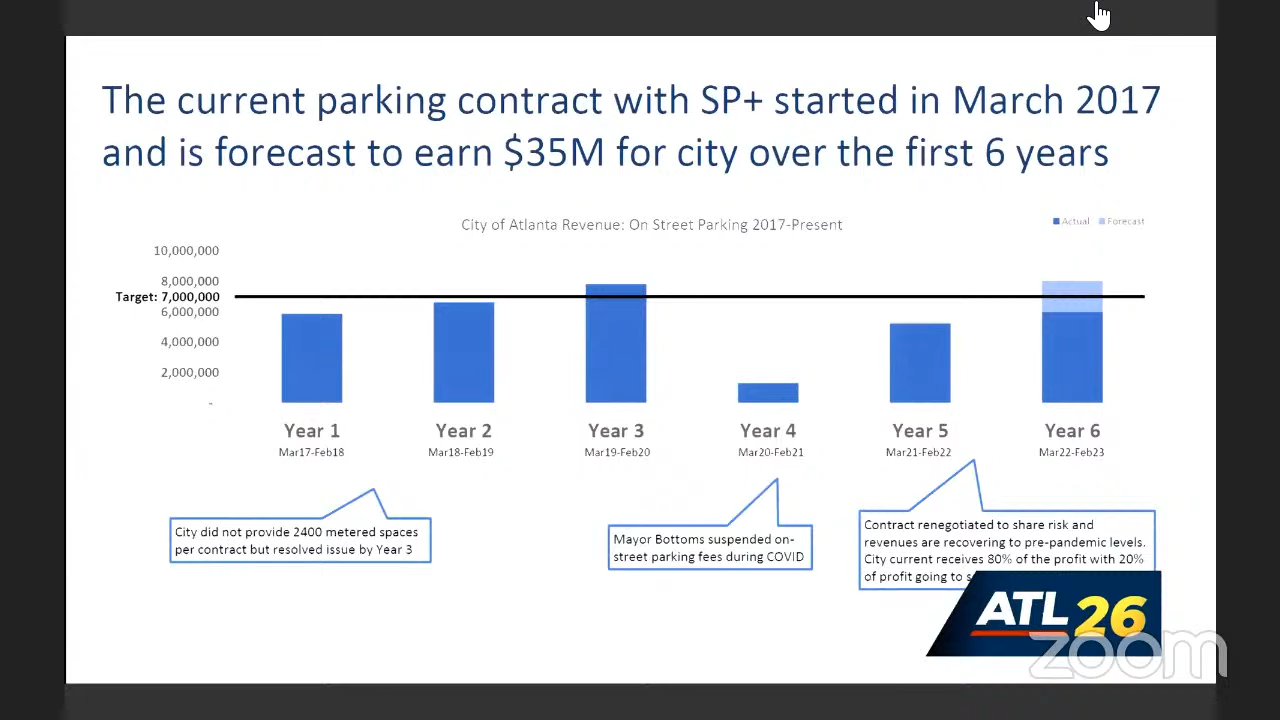 The current parking contract with SP+ started in March 2017
and is forecast to earn $35M for city over the first 6 years
City of Atlanta Revenue: On Street Parking 2017-Present
Actual Forecast
10,000,000
8,000,000
Target: 7,000,000
6,000,000
4,000,000
2,000,000
-
Year 1 Year 2 Year 3 Year 4 Year 5 Year 6
Mar17-Feb18 Mar18-Feb19 Mar19-Feb20 Mar20-Feb21 Mar21-Feb22 Mar22-Feb23
City did not provide 2400 metered spaces
per contract but resolved issue by Year 3
Mayor Bottoms suspended on-
street parking fees during COVID
Contract renegotiated to share risk and
revenues are recovering to pre-pandemic levels.
City current receives 80% of the profit with 20%
of profit going to
ATL 26
zoom